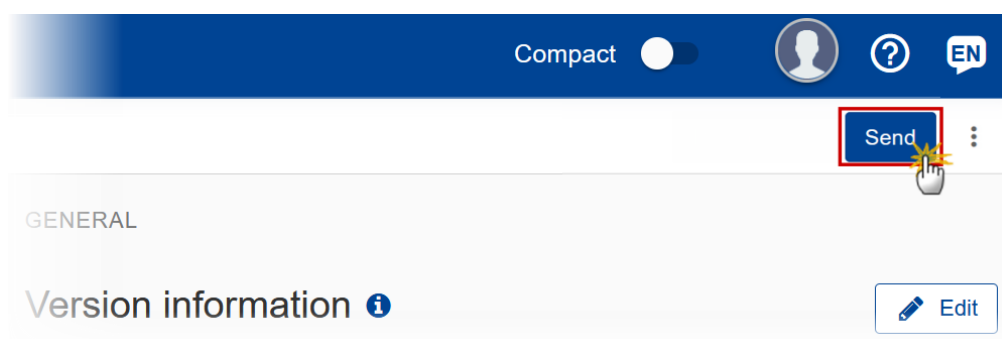 Compact EN
Send
GENERAL
Version information
Edit